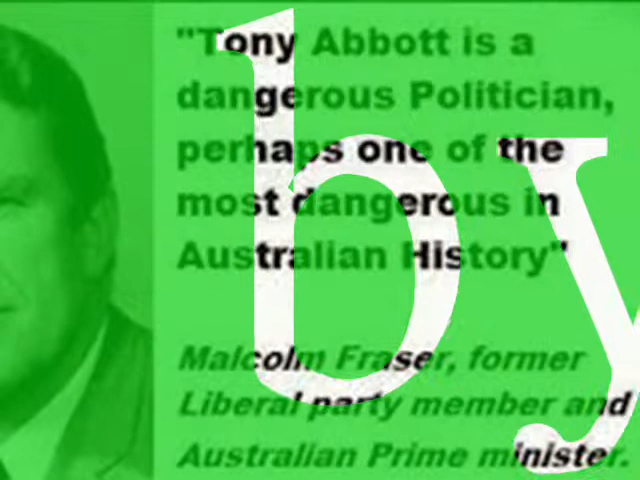 "Tony Abbott is a
dangerous Politician,
perhaps one of the
most dangerous in
Australian History"
Malcolm Fraser, former
Liberal party member and
Australian Prime minister.
by